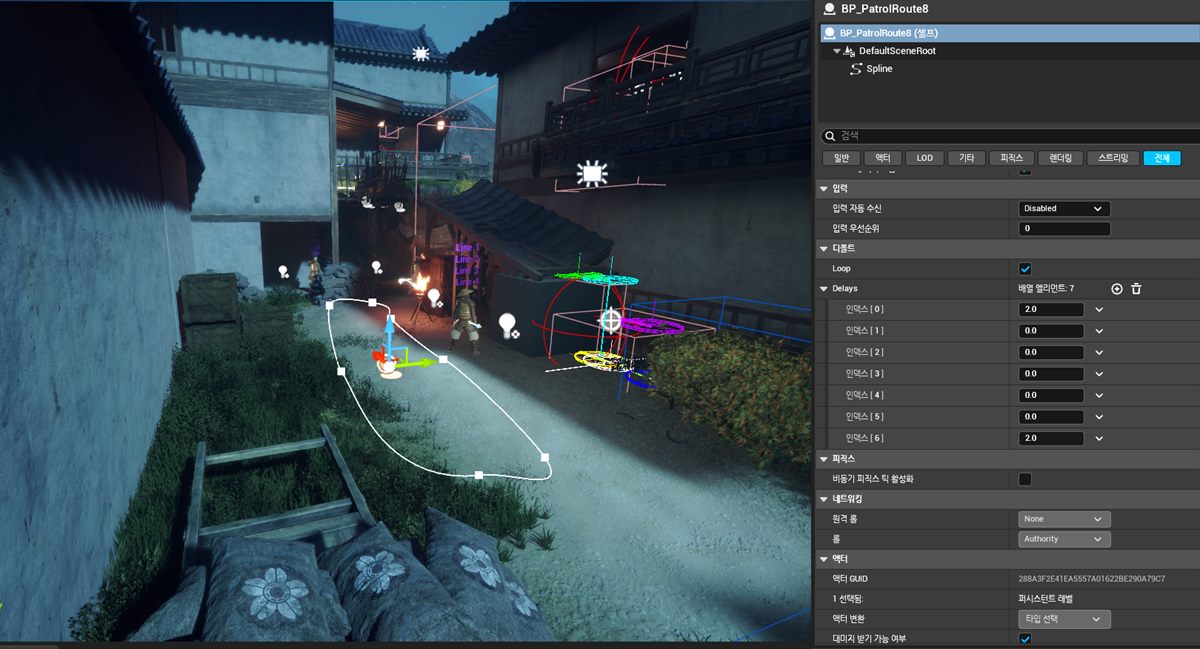 BP_PatrolRoute8
BP_PatrolRoute8 (셀프)
DefaultSceneRoot
Spline
검색
일반 액터 LOD 기타 피직스 렌더링 스트리밍 전체
입력
입력 자동 수신 Disabled
입력 우선순위 0
디폴트
Loop
Delays 배열 엘리먼트: 7
인덱스 [ 0 ] 2.0
인덱스 [ 1 ] 0.0
인덱스 [ 2 ] 0.0
인덱스 [ 3 ] 0.0
인덱스 [ 4 ] 0.0
인덱스 [ 5 ] 0.0
인덱스 [ 6 ] 2.0
피직스
비동기 피직스 틱 활성화
네트워킹
원격 롤 None
롤 Authority
액터
액터 GUID 288A3F2E41EA5557A01622BE290A79C7
1 선택됨: 퍼시스턴트 레벨
액터 변환 타입 선택
대미지 받기 가능 여부
Line
Line
Line 3
Line